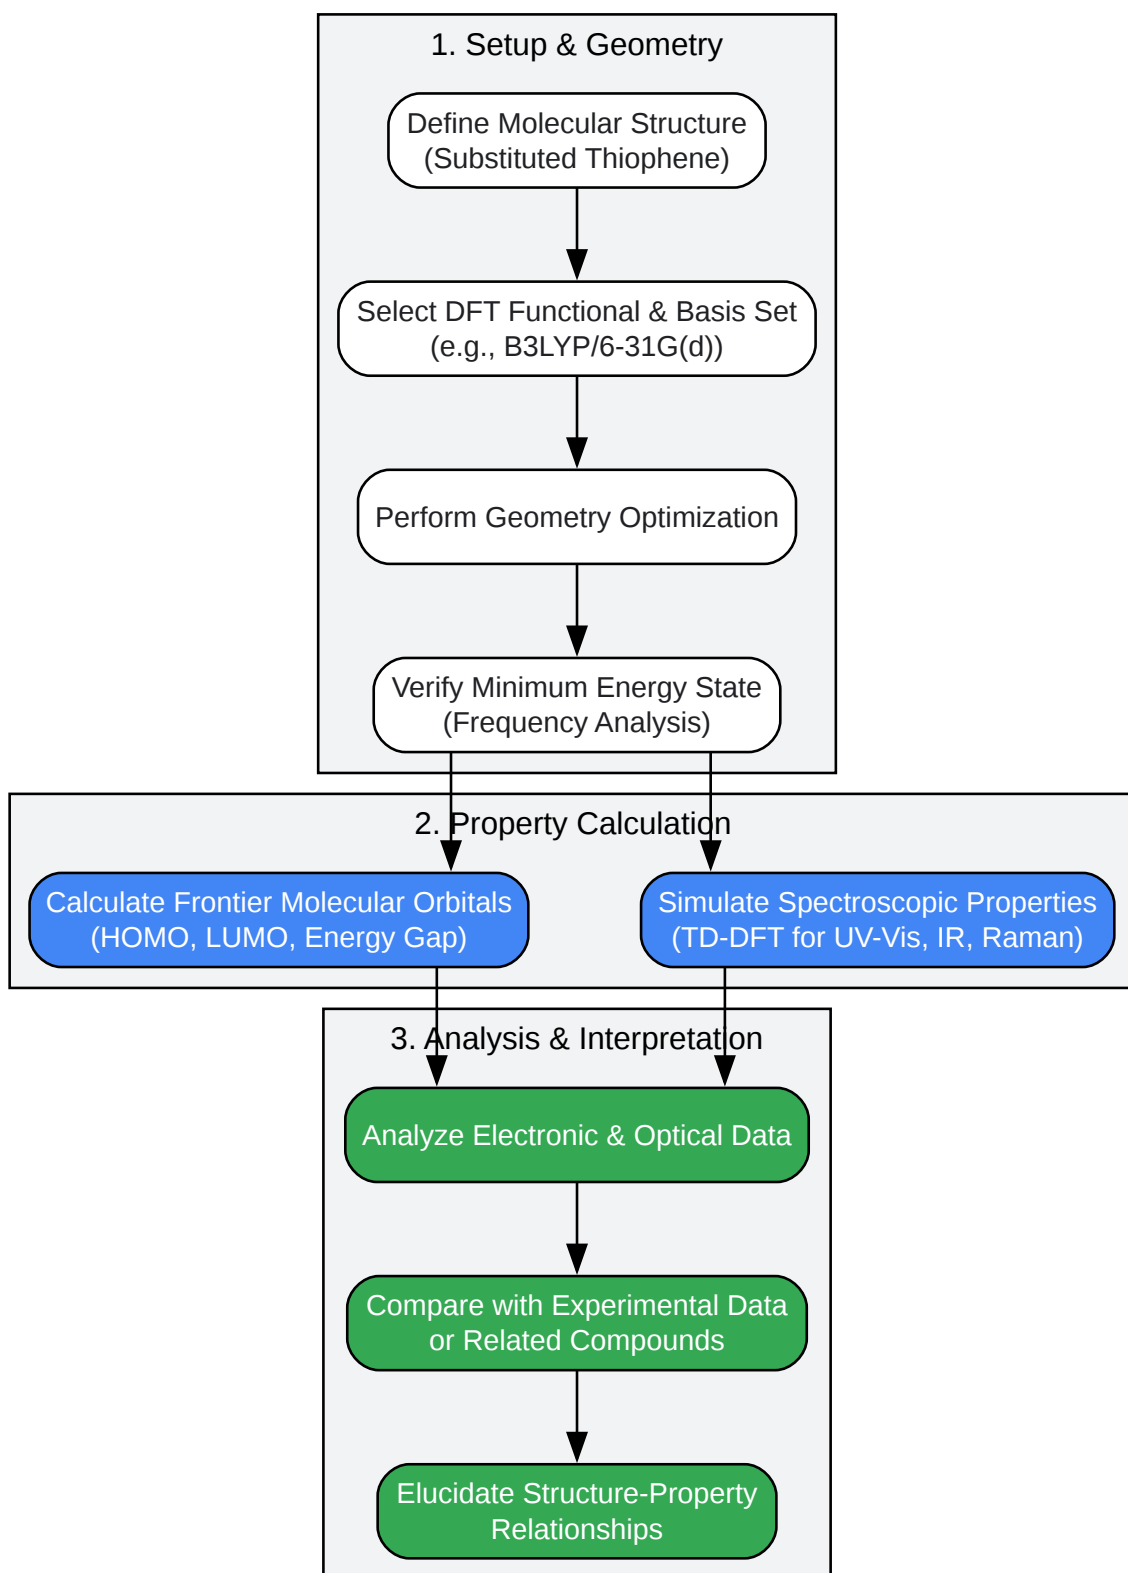 1. Setup & Geometry
Define Molecular Structure
(Substituted Thiophene)
Select DFT Functional & Basis Set
(e.g., B3LYP/6-31G(d))
Perform Geometry Optimization
Verify Minimum Energy State
(Frequency Analysis)
2. Property Calculation
Calculate Frontier Molecular Orbitals
(HOMO, LUMO, Energy Gap)
Simulate Spectroscopic Properties
(TD-DFT for UV-Vis, IR, Raman)
3. Analysis & Interpretation
Analyze Electronic & Optical Data
Compare with Experimental Data
or Related Compounds
Elucidate Structure-Property
Relationships